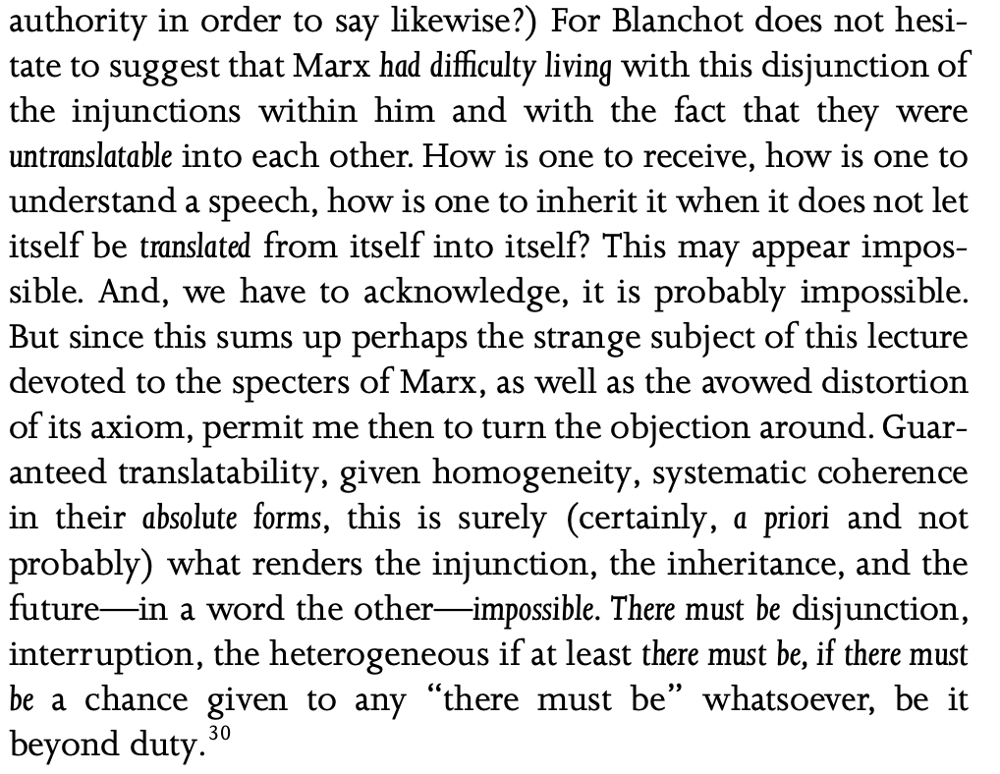 authority in order to say likewise?) For Blanchot does not hesi-
tate to suggest that Marx had difficulty living with this disjunction of
the injunctions within him and with the fact that they were
untranslatable into each other. How is one to receive, how is one to
understand a speech, how is one to inherit it when it does not let
itself be translated from itself into itself? This may appear impos-
sible. And, we have to acknowledge, it is probably impossible.
But since this sums up perhaps the strange subject of this lecture
devoted to the specters of Marx, as well as the avowed distortion
of its axiom, permit me then to turn the objection around. Guar-
anteed translatability, given homogeneity, systematic coherence
in their absolute forms, this is surely (certainly, a priori and not
probably) what renders the injunction, the inheritance, and the
future—in a word the other—impossible. There must be disjunction,
interruption, the heterogeneous if at least there must be, if there must
be a chance given to any “there must be” whatsoever, be it
beyond duty.30